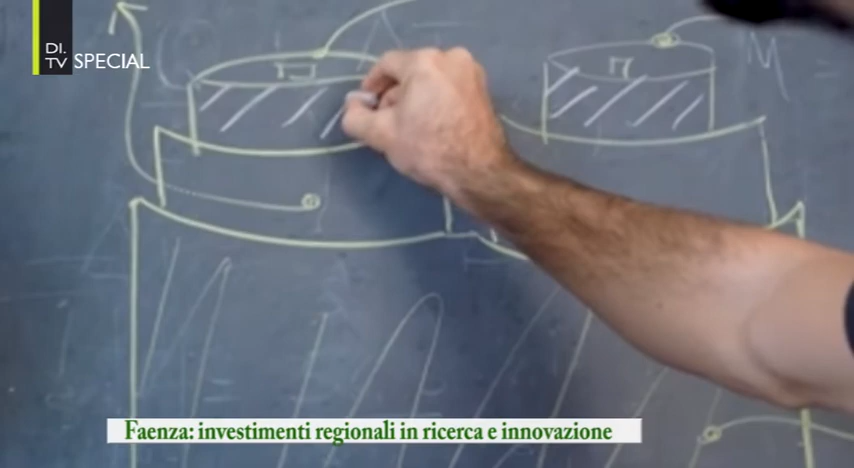 DI.
TV SPECIAL
M
Faenza: investimenti regionali in ricerca e innovazione